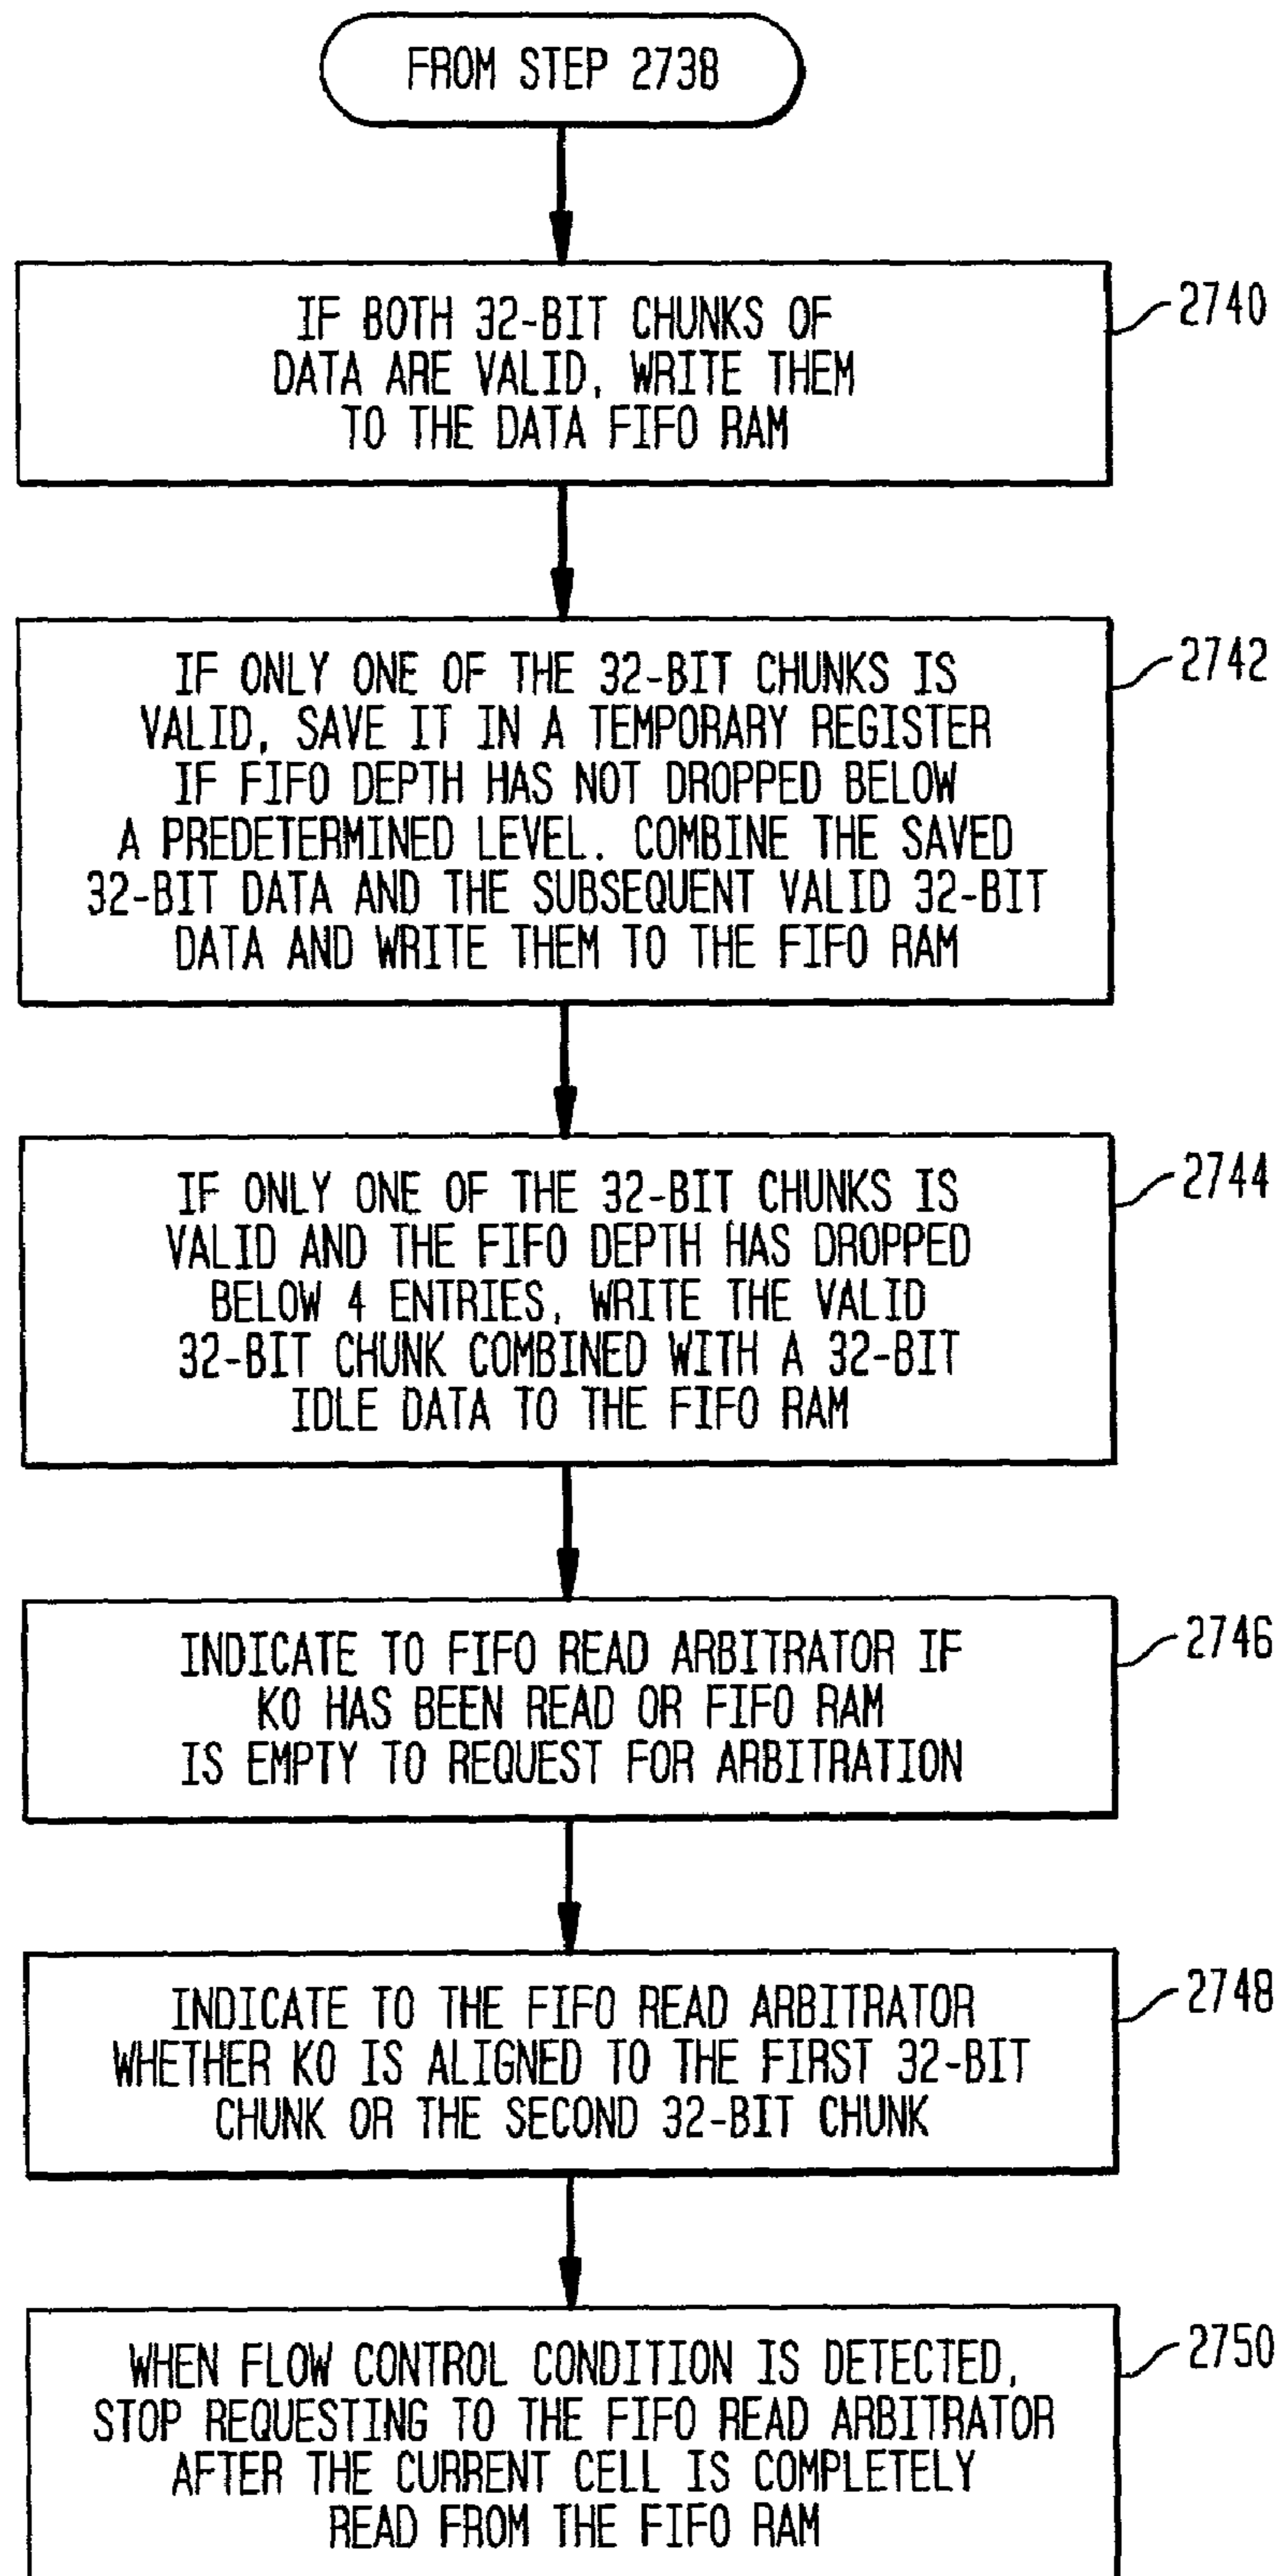 FROM STEP 2738
IF BOTH 32-BIT CHUNKS OF
DATA ARE VALID, WRITE THEM
TO THE DATA FIFO RAM
2740
IF ONLY ONE OF THE 32-BIT CHUNKS IS
VALID, SAVE IT IN A TEMPORARY REGISTER
IF FIFO DEPTH HAS NOT DROPPED BELOW
A PREDETERMINED LEVEL. COMBINE THE SAVED
32-BIT DATA AND THE SUBSEQUENT VALID 32-BIT
DATA AND WRITE THEM TO THE FIFO RAM
2742
IF ONLY ONE OF THE 32-BIT CHUNKS IS
VALID AND THE FIFO DEPTH HAS DROPPED
BELOW 4 ENTRIES, WRITE THE VALID
32-BIT CHUNK COMBINED WITH A 32-BIT
IDLE DATA TO THE FIFO RAM
2744
INDICATE TO FIFO READ ARBITRATOR IF
K0 HAS BEEN READ OR FIFO RAM
IS EMPTY TO REQUEST FOR ARBITRATION
2746
INDICATE TO THE FIFO READ ARBITRATOR
WHETHER K0 IS ALIGNED TO THE FIRST 32-BIT
CHUNK OR THE SECOND 32-BIT CHUNK
2748
WHEN FLOW CONTROL CONDITION IS DETECTED,
STOP REQUESTING TO THE FIFO READ ARBITRATOR
AFTER THE CURRENT CELL IS COMPLETELY
READ FROM THE FIFO RAM
2750